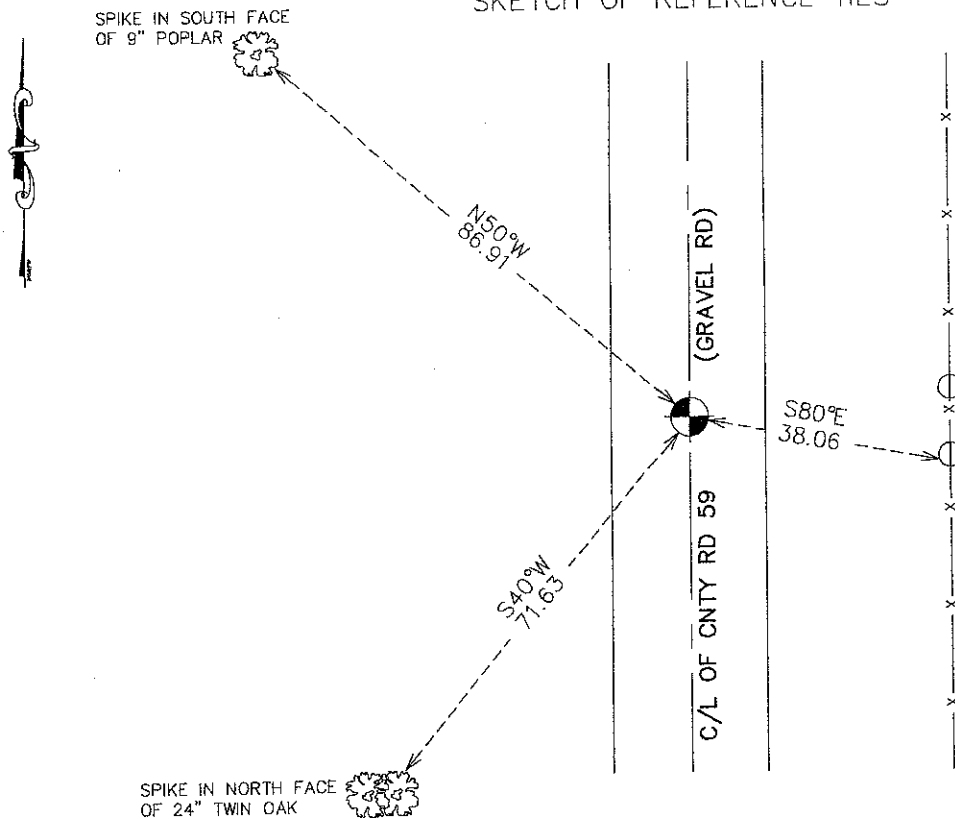 SKETCH OF REFERENCE TIES
SPIKE IN SOUTH FACE
OF 9" POPLAR
N50°W
86.91
(GRAVEL RD)
S80°E
38.06
C/L OF CNTY RD 59
S40°W
71.63
SPIKE IN NORTH FACE
OF 24" TWIN OAK